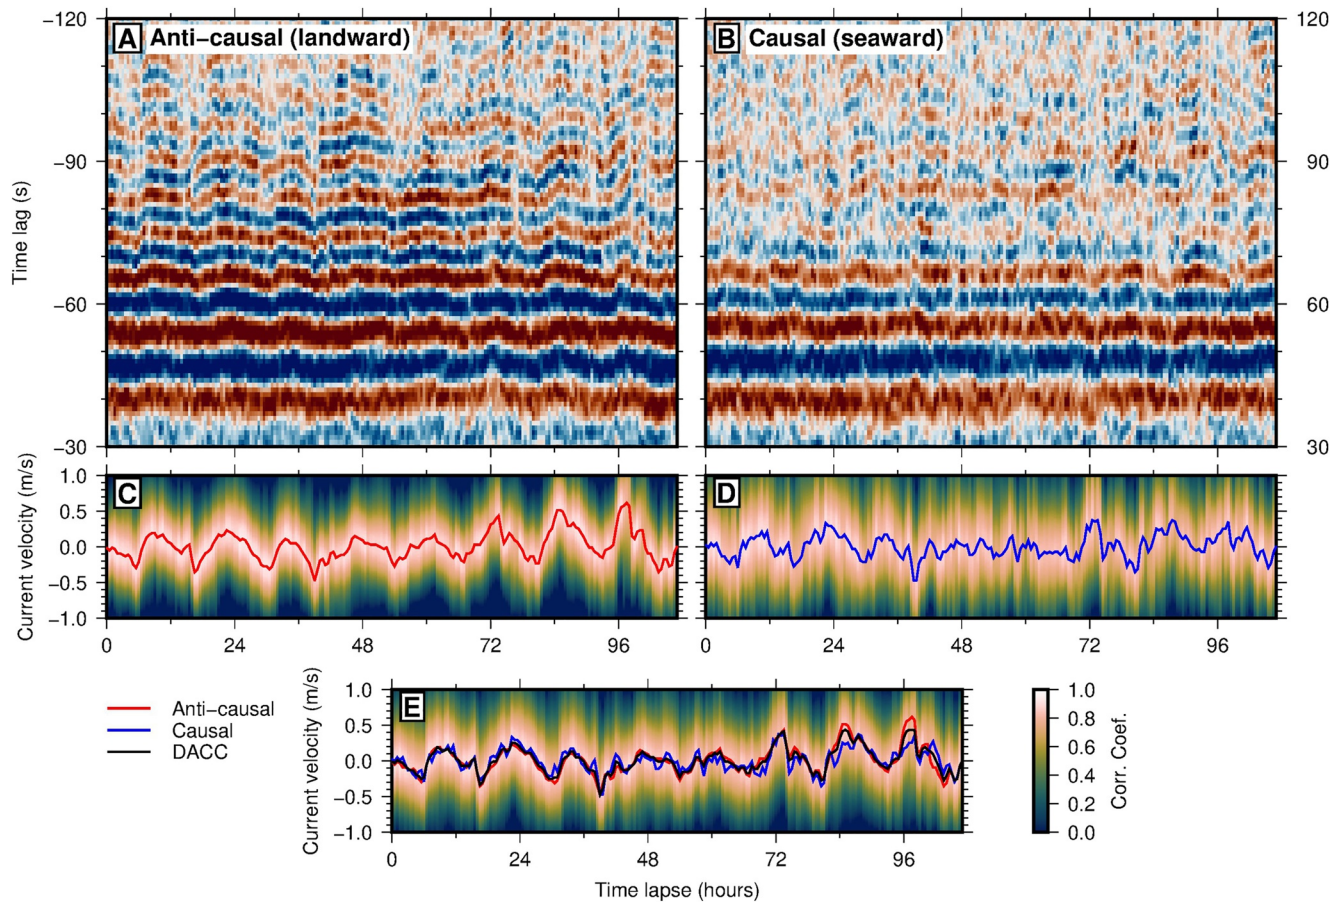 A Anti-causal (landward)
B Causal (seaward)
-120
-90
-60
-30
Time lag (s)
120
90
60
30
C
D
1.0
0.5
0.0
-0.5
-1.0
Current velocity (m/s)
0 24 48 72 96
0 24 48 72 96
Anti-causal
Causal
DACC
E
1.0
0.5
0.0
-0.5
-1.0
Current velocity (m/s)
0 24 48 72 96
Time lapse (hours)
1.0
0.8
0.6
0.4
0.2
0.0
Corr. Coef.